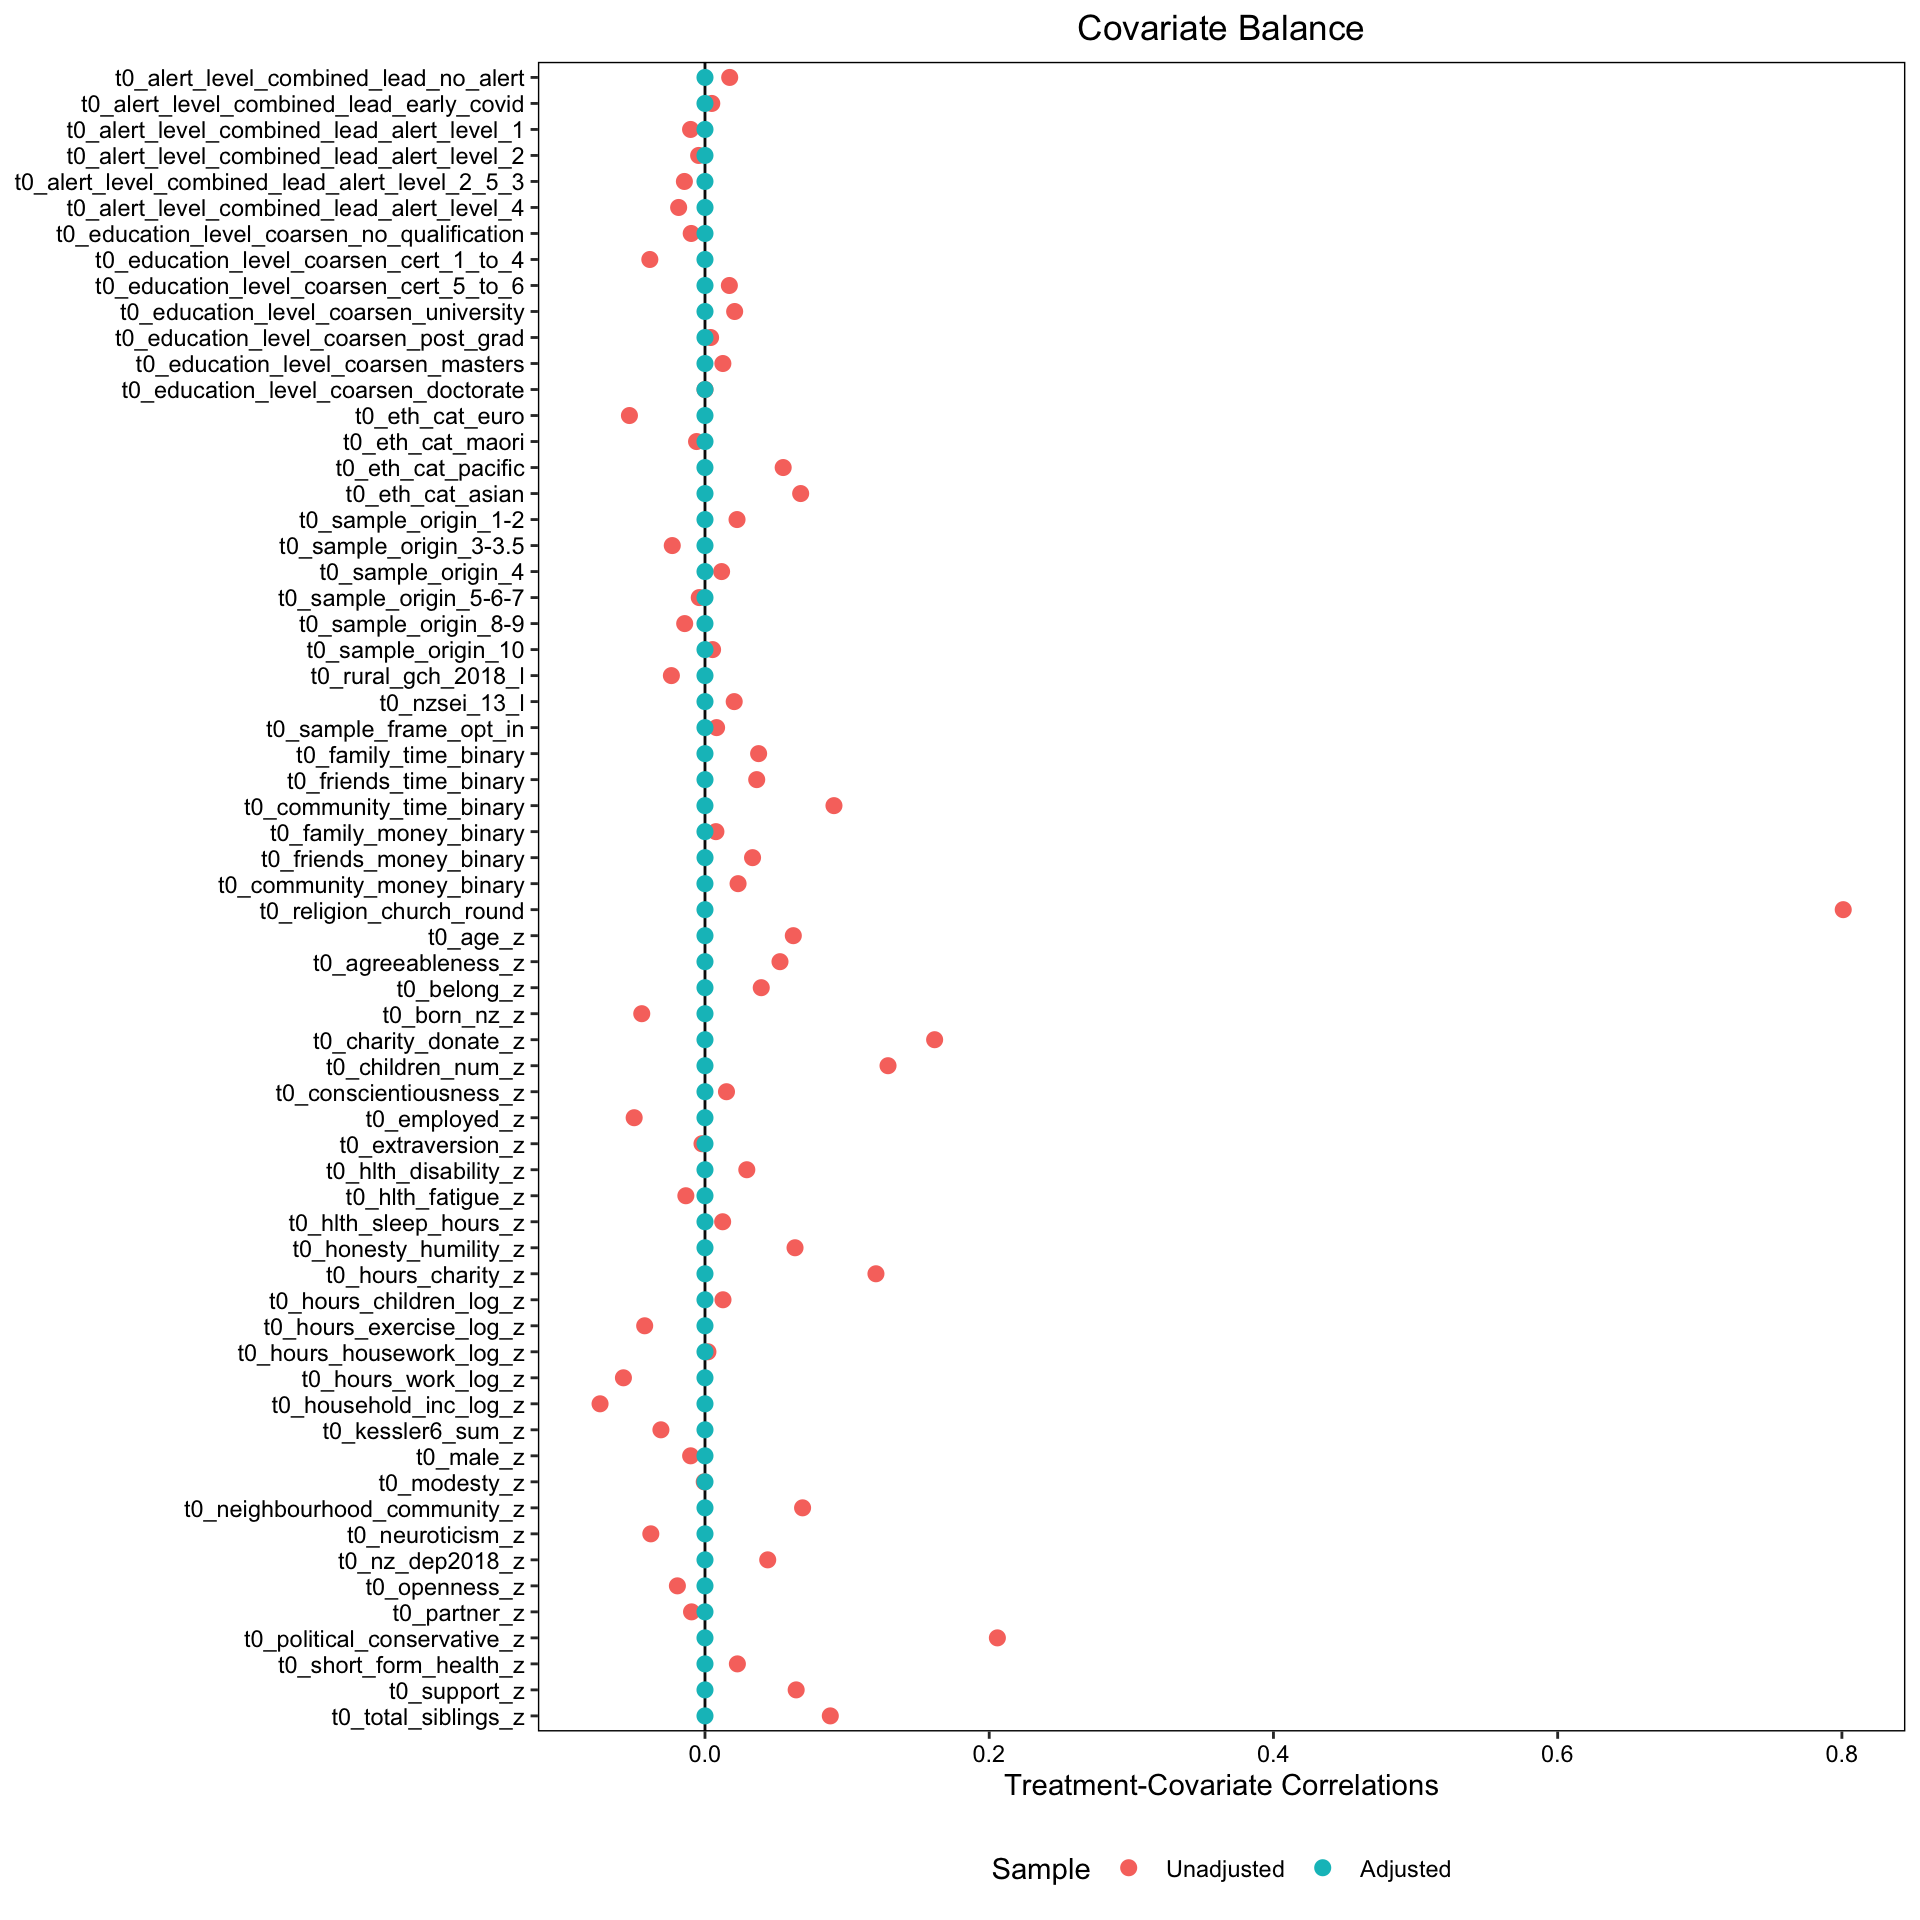 Covariate Balance
t0_alert_level_combined_lead_no_alert
t0_alert_level_combined_lead_early_covid
t0_alert_level_combined_lead_alert_level_1
t0_alert_level_combined_lead_alert_level_2
t0_alert_level_combined_lead_alert_level_2_5_3
t0_alert_level_combined_lead_alert_level_4
t0_education_level_coarsen_no_qualification
t0_education_level_coarsen_cert_1_to_4
t0_education_level_coarsen_cert_5_to_6
t0_education_level_coarsen_university
t0_education_level_coarsen_post_grad
t0_education_level_coarsen_masters
t0_education_level_coarsen_doctorate
t0_eth_cat_euro
t0_eth_cat_maori
t0_eth_cat_pacific
t0_eth_cat_asian
t0_sample_origin_1-2
t0_sample_origin_3-3.5
t0_sample_origin_4
t0_sample_origin_5-6-7
t0_sample_origin_8-9
t0_sample_origin_10
t0_rural_gch_2018_l
t0_nzsei_13_l
t0_sample_frame_opt_in
t0_family_time_binary
t0_friends_time_binary
t0_community_time_binary
t0_family_money_binary
t0_friends_money_binary
t0_community_money_binary
t0_religion_church_round
t0_age_z
t0_agreeableness_z
t0_belong_z
t0_born_nz_z
t0_charity_donate_z
t0_children_num_z
t0_conscientiousness_z
t0_employed_z
t0_extraversion_z
t0_hlth_disability_z
t0_hlth_fatigue_z
t0_hlth_sleep_hours_z
t0_honesty_humility_z
t0_hours_charity_z
t0_hours_children_log_z
t0_hours_exercise_log_z
t0_hours_housework_log_z
t0_hours_work_log_z
t0_household_inc_log_z
t0_kessler6_sum_z
t0_male_z
t0_modesty_z
t0_neighbourhood_community_z
t0_neuroticism_z
t0_nz_dep2018_z
t0_openness_z
t0_partner_z
t0_political_conservative_z
t0_short_form_health_z
t0_support_z
t0_total_siblings_z
0.0 0.2 0.4 0.6 0.8
Treatment-Covariate Correlations
Sample Unadjusted Adjusted